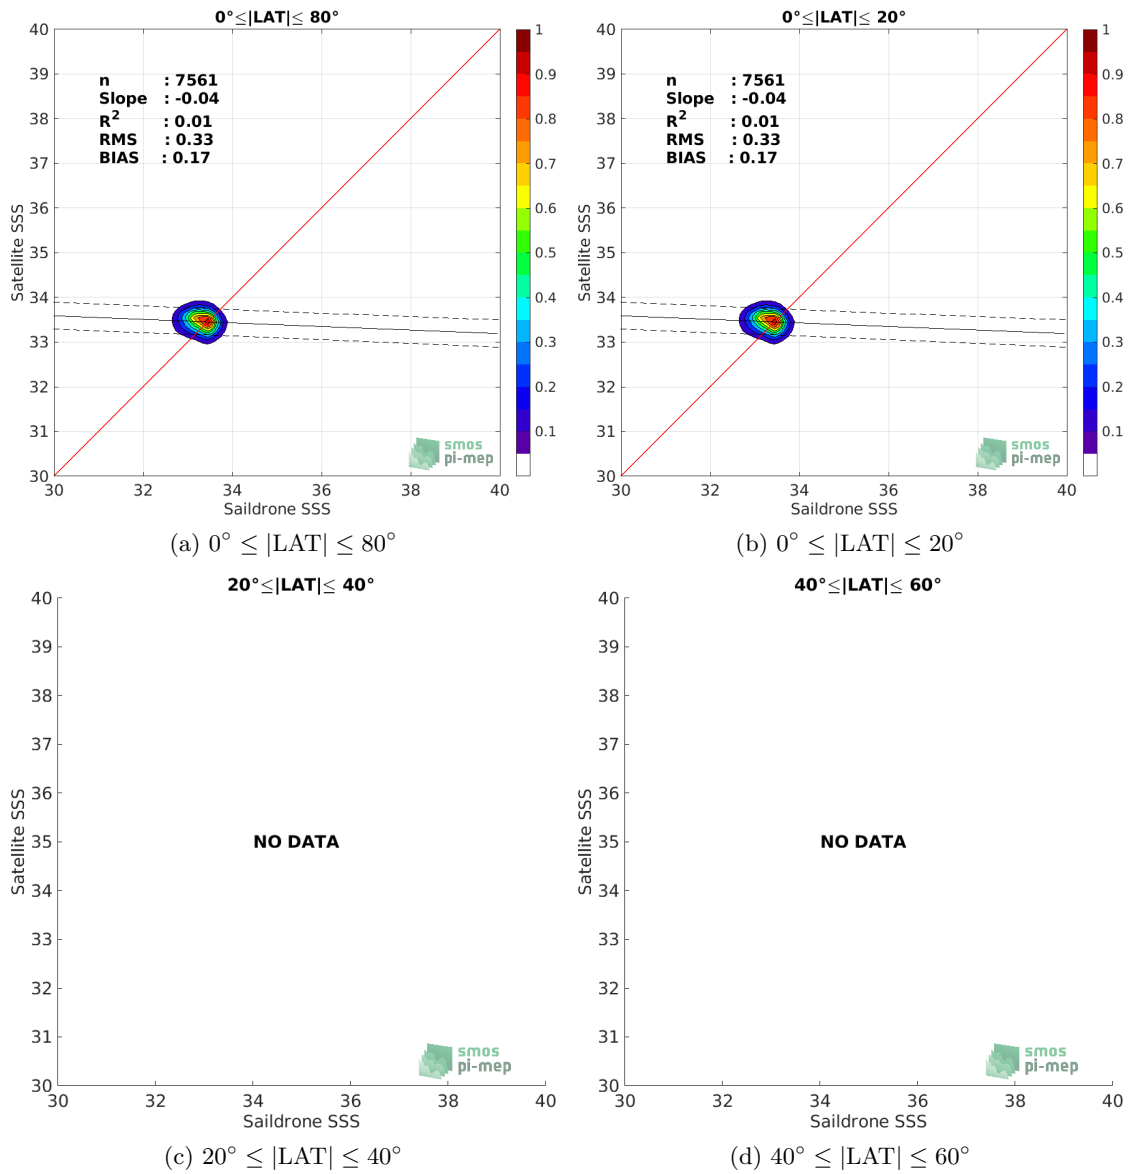 0°≤|LAT|≤ 80°
40
39
38
37
36
35
34
33
32
31
30
Satellite SSS
n : 7561
Slope : -0.04
R2 : 0.01
RMS : 0.33
BIAS : 0.17
smos
pi-mep
30 32 34 36 38 40
Saildrone SSS
1
0.9
0.8
0.7
0.6
0.5
0.4
0.3
0.2
0.1
(a) 0° ≤ |LAT| ≤ 80°
0°≤|LAT|≤ 20°
40
39
38
37
36
35
34
33
32
31
30
Satellite SSS
n : 7561
Slope : -0.04
R2 : 0.01
RMS : 0.33
BIAS : 0.17
smos
pi-mep
30 32 34 36 38 40
Saildrone SSS
1
0.9
0.8
0.7
0.6
0.5
0.4
0.3
0.2
0.1
(b) 0° ≤ |LAT| ≤ 20°
20°≤|LAT|≤ 40°
40
39
38
37
36
35
34
33
32
31
30
Satellite SSS
NO DATA
smos
pi-mep
30 32 34 36 38 40
Saildrone SSS
(c) 20° ≤ |LAT| ≤ 40°
40°≤|LAT|≤ 60°
40
39
38
37
36
35
34
33
32
31
30
Satellite SSS
NO DATA
smos
pi-mep
30 32 34 36 38 40
Saildrone SSS
(d) 40° ≤ |LAT| ≤ 60°